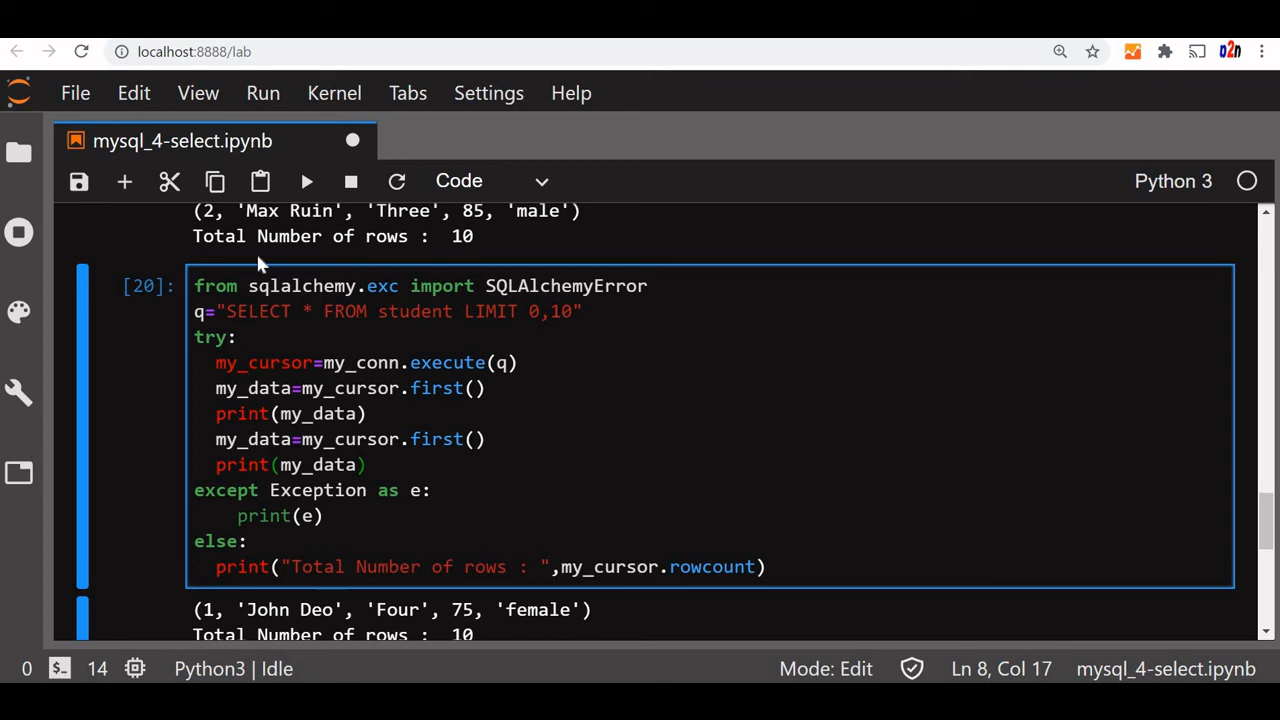 localhost:8888/lab
File Edit View Run Kernel Tabs Settings Help
mysql_4-select.ipynb
Code
Python 3
(2, 'Max Ruin', 'Three', 85, 'male')
Total Number of rows :  10
[20]:
from sqlalchemy.exc import SQLAlchemyError
q="SELECT * FROM student LIMIT 0,10"
try:
  my_cursor=my_conn.execute(q)
  my_data=my_cursor.first()
  print(my_data)
  my_data=my_cursor.first()
  print(my_data)
except Exception as e:
    print(e)
else:
  print("Total Number of rows : ",my_cursor.rowcount)
(1, 'John Deo', 'Four', 75, 'female')
Total Number of rows :  10
0 $_ 14 Python3 | Idle Mode: Edit Ln 8, Col 17 mysql_4-select.ipynb